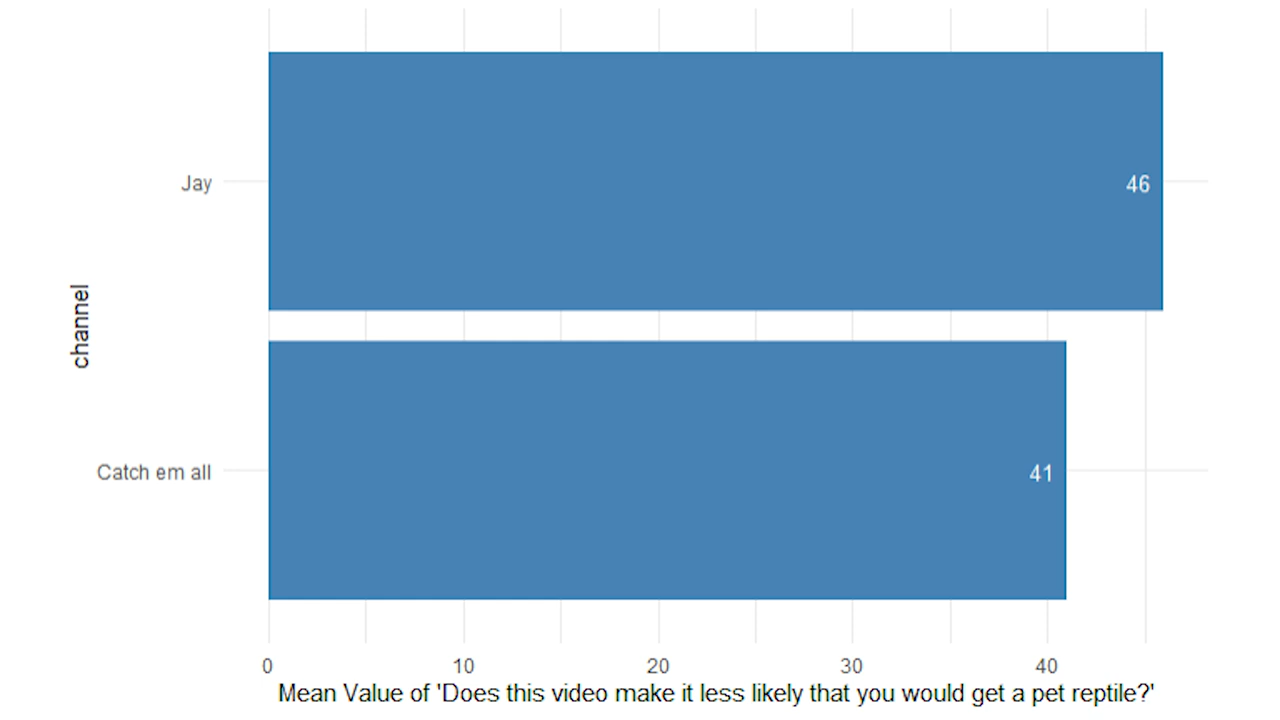 Jay
46
channel
Catch em all
41
0 10 20 30 40
Mean Value of 'Does this video make it less likely that you would get a pet reptile?'